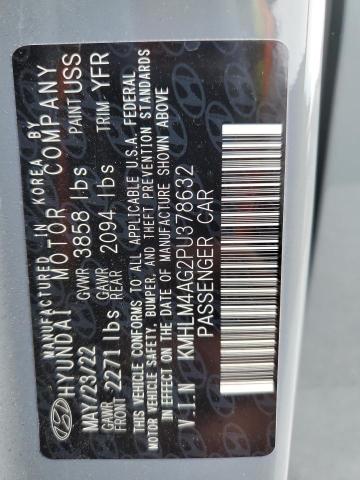 MANUFACTURED IN KOREA BY
HYUNDAI MOTOR COMPANY
MAY/23/22 GVWR 3858 lbs PAINT USS
GAWR FRONT 2271 lbs GAWR REAR 2094 lbs TRIM YFR
THIS VEHICLE CONFORMS TO ALL APPLICABLE U.S.A. FEDERAL
MOTOR VEHICLE SAFETY, BUMPER, AND THEFT PREVENTION STANDARDS
IN EFFECT ON THE DATE OF MANUFACTURE SHOWN ABOVE
V.I.N KMHLM4AG2PU378632
PASSENGER CAR